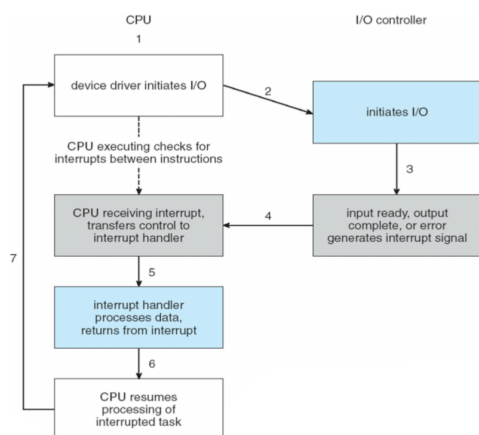 CPU
I/O controller
1
device driver initiates I/O
2
initiates I/O
CPU executing checks for
interrupts between instructions
3
CPU receiving interrupt,
transfers control to
interrupt handler
4
input ready, output
complete, or error
generates interrupt signal
7
5
interrupt handler
processes data,
returns from interrupt
6
CPU resumes
processing of
interrupted task